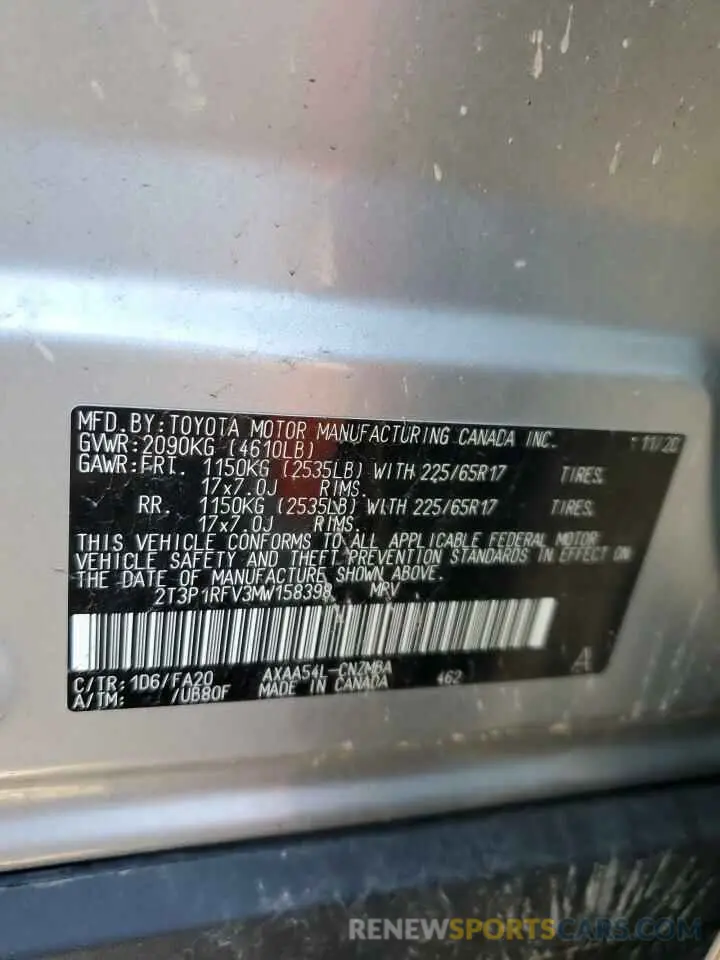 MFD.BY:TOYOTA MOTOR MANUFACTURING CANADA INC. 11/20
GVWR:2090KG (4610LB)
GAWR:FRT. 1150KG (2535LB) WITH 225/65R17 TIRES.
17x7.0J RIMS.
RR. 1150KG (2535LB) WITH 225/65R17 TIRES.
17x7.0J RIMS.
THIS VEHICLE CONFORMS TO ALL APPLICABLE FEDERAL MOTOR
VEHICLE SAFETY AND THEFT PREVENTION STANDARDS IN EFFECT ON
THE DATE OF MANUFACTURE SHOWN ABOVE.
2T3P1RFV3MW158398 MPV
C/TR:1D6/FA20 AXAA54L-CNZMBA 462 A
A/TM: /UB80F MADE IN CANADA
RENEWSPORTSCARS.COM